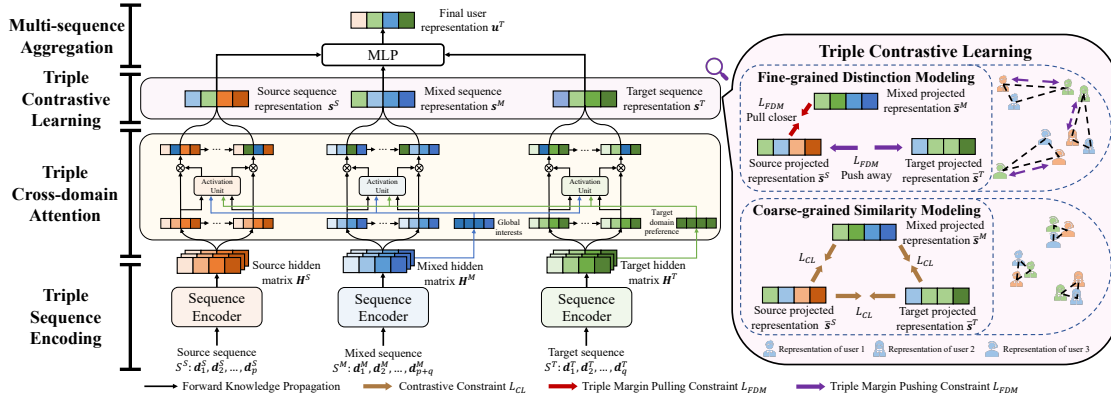 Multi-sequence
Aggregation
Triple
Contrastive
Learning
Triple
Cross-domain
Attention
Triple
Sequence
Encoding
Final user
representation u^T
MLP
Source sequence
representation s^S
Mixed sequence
representation s^M
Target sequence
representation s^T
Activation
Unit
Activation
Unit
Activation
Unit
Global
interests
Target
domain
preference
Source hidden
matrix H^S
Mixed hidden
matrix H^M
Target hidden
matrix H^T
Sequence
Encoder
Sequence
Encoder
Sequence
Encoder
Source sequence
S^S: d_1^S, d_2^S, ..., d_p^S
Mixed sequence
S^M: d_1^M, d_2^M, ..., d_{p+q}^M
Target sequence
S^T: d_1^T, d_2^T, ..., d_q^T
Triple Contrastive Learning
Fine-grained Distinction Modeling
Mixed projected
representation s̄^M
L_FDM
Pull closer
Source projected
representation s̄^S
L_FDM
Push away
Target projected
representation s̄^T
Coarse-grained Similarity Modeling
Mixed projected
representation s̄^M
L_CL
L_CL
L_CL
Source projected
representation s̄^S
Target projected
representation s̄^T
Representation of user 1
Representation of user 2
Representation of user 3
Forward Knowledge Propagation
Contrastive Constraint L_CL
Triple Margin Pulling Constraint L_FDM
Triple Margin Pushing Constraint L_FDM